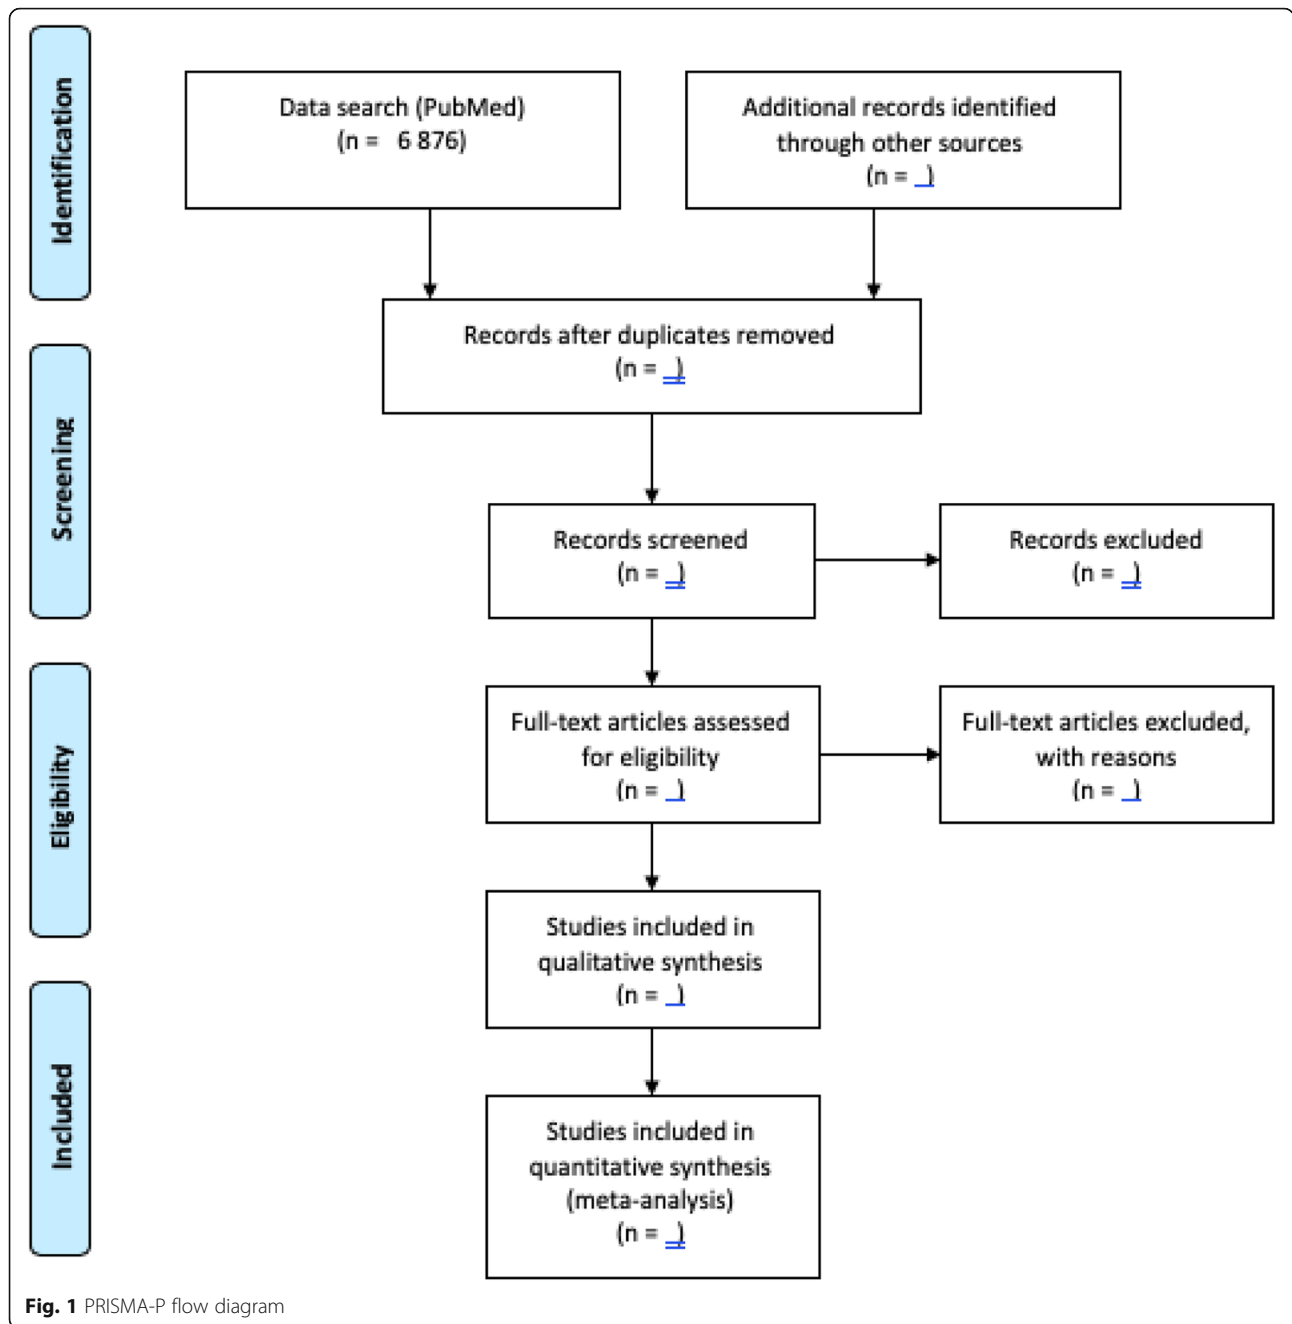 Identification
Data search (PubMed)
(n = 6 876)
Additional records identified
through other sources
(n = _)
Records after duplicates removed
(n = _)
Screening
Records screened
(n = _)
Records excluded
(n = _)
Eligibility
Full-text articles assessed
for eligibility
(n = _)
Full-text articles excluded,
with reasons
(n = _)
Studies included in
qualitative synthesis
(n = _)
Included
Studies included in
quantitative synthesis
(meta-analysis)
(n = _)
Fig. 1 PRISMA-P flow diagram